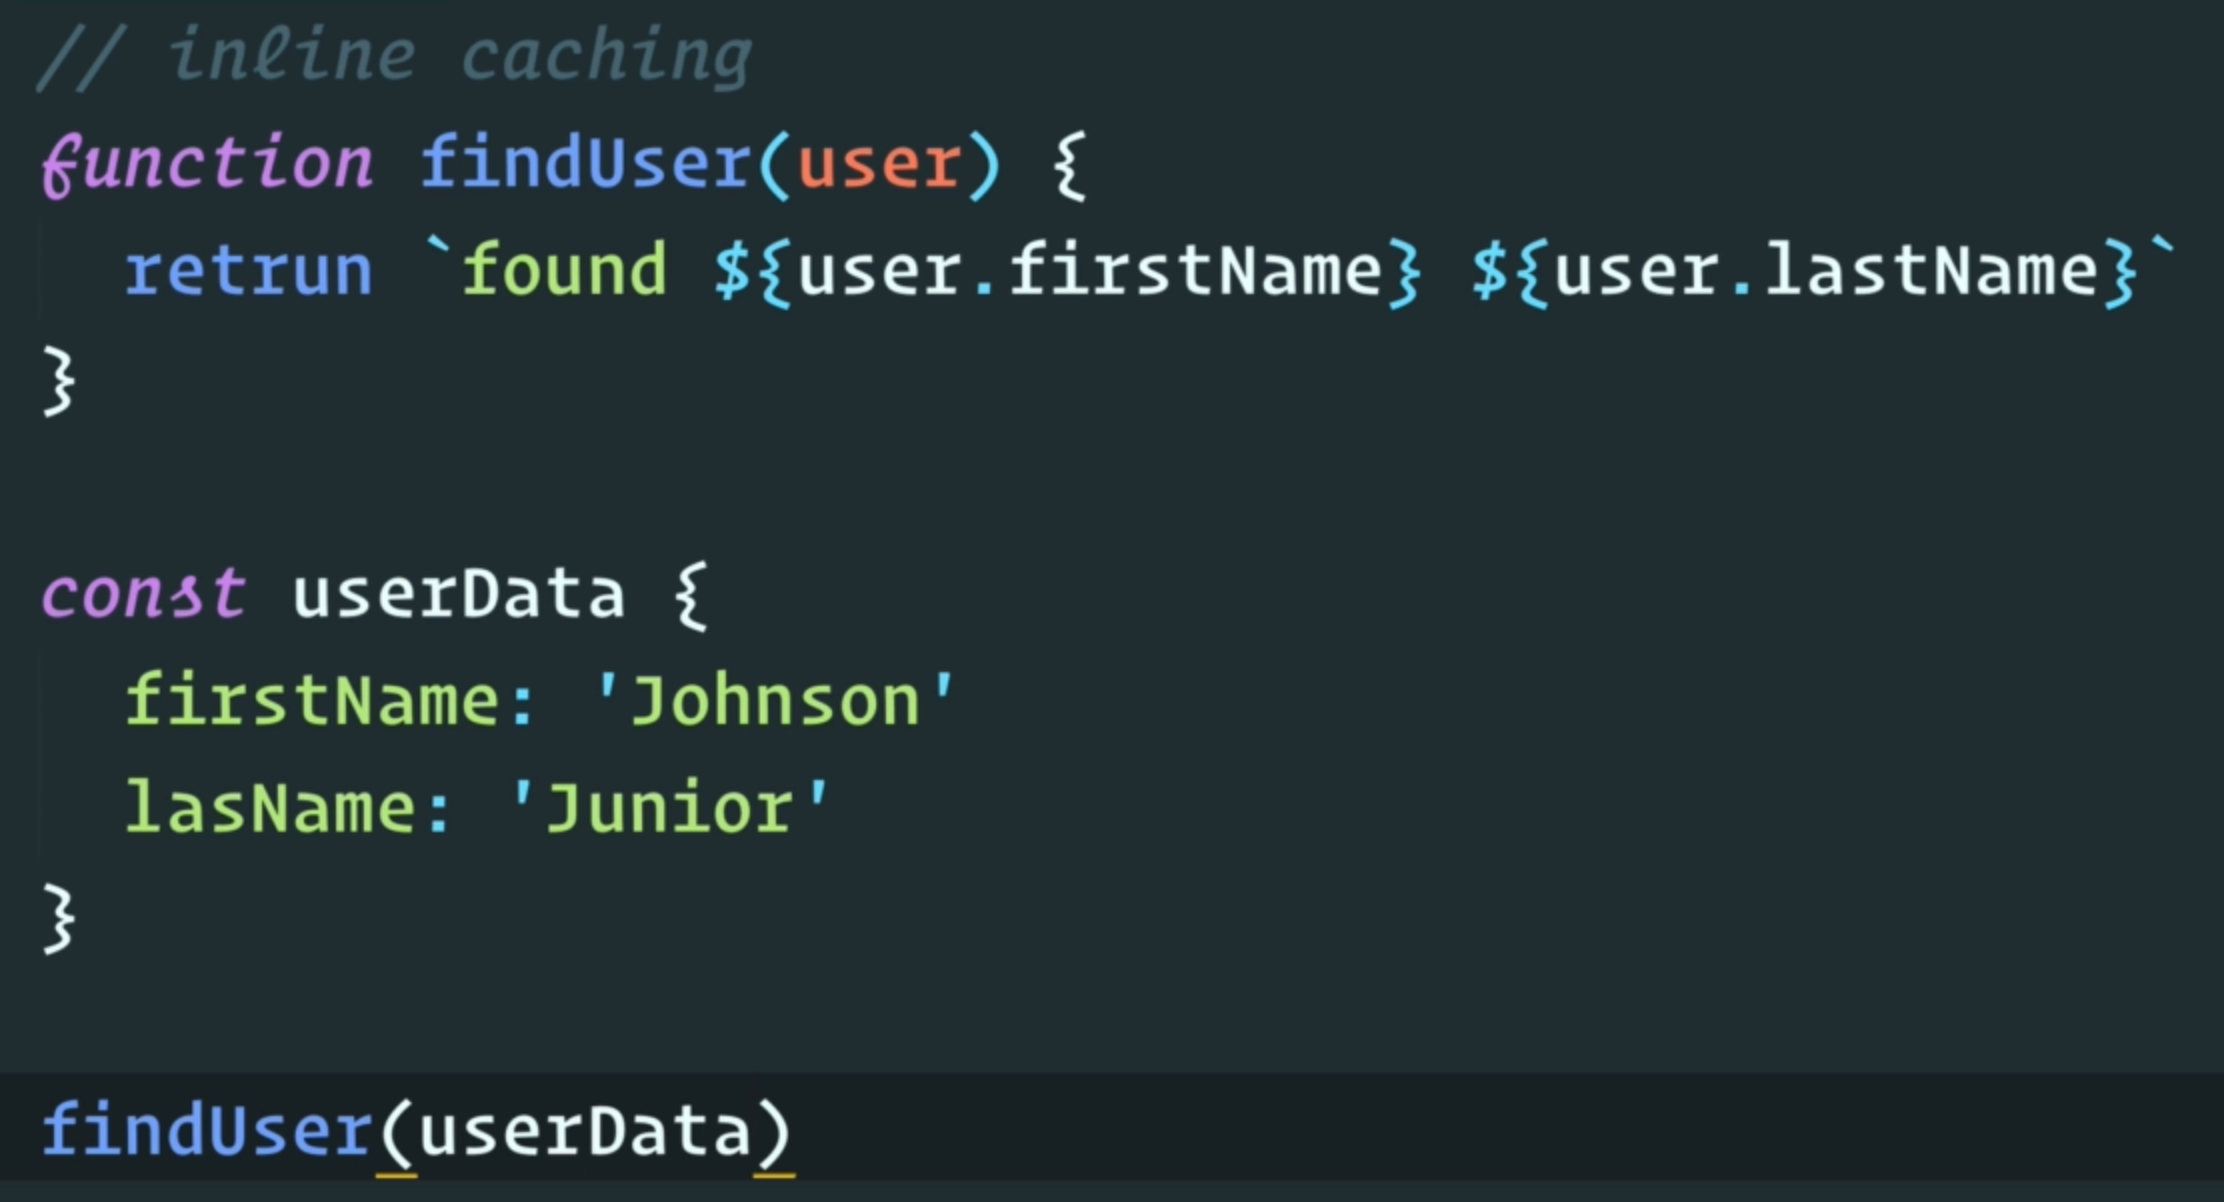 // inline caching
function findUser(user) {
  retrun `found ${user.firstName} ${user.lastName}`
}
const userData {
  firstName: 'Johnson'
  lasName: 'Junior'
}
findUser(userData)